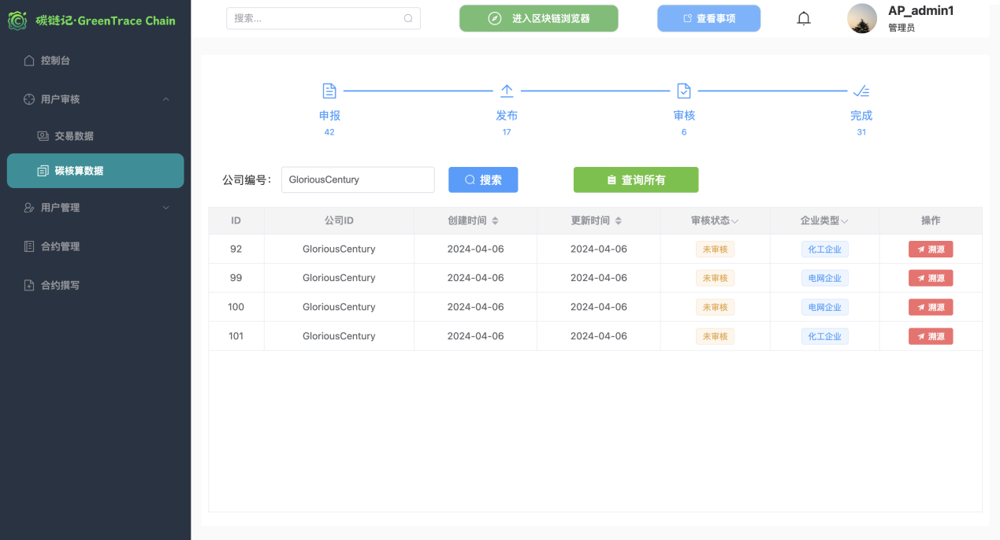 碳链记·GreenTrace Chain
控制台
用户审核
交易数据
碳核算数据
用户管理
合约管理
合约撰写
搜索...
进入区块链浏览器
查看事项
AP_admin1
管理员
申报 发布 审核 完成
42 17 6 31
公司编号： GloriousCentury 搜索 查询所有
ID 公司ID 创建时间 更新时间 审核状态 企业类型 操作
92 GloriousCentury 2024-04-06 2024-04-06 未审核 化工企业 溯源
99 GloriousCentury 2024-04-06 2024-04-06 未审核 电网企业 溯源
100 GloriousCentury 2024-04-06 2024-04-06 未审核 电网企业 溯源
101 GloriousCentury 2024-04-06 2024-04-06 未审核 化工企业 溯源